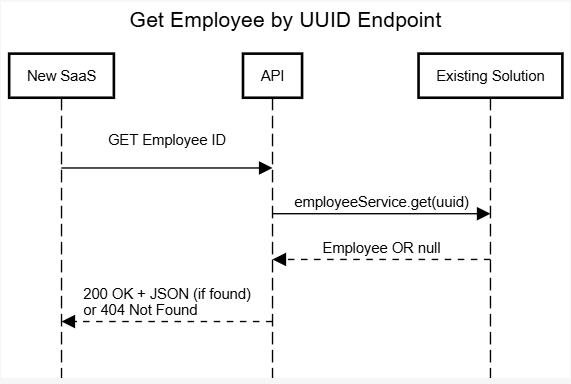 Get Employee by UUID Endpoint
New SaaS
API
Existing Solution
GET Employee ID
employeeService.get(uuid)
Employee OR null
200 OK + JSON (if found)
or 404 Not Found